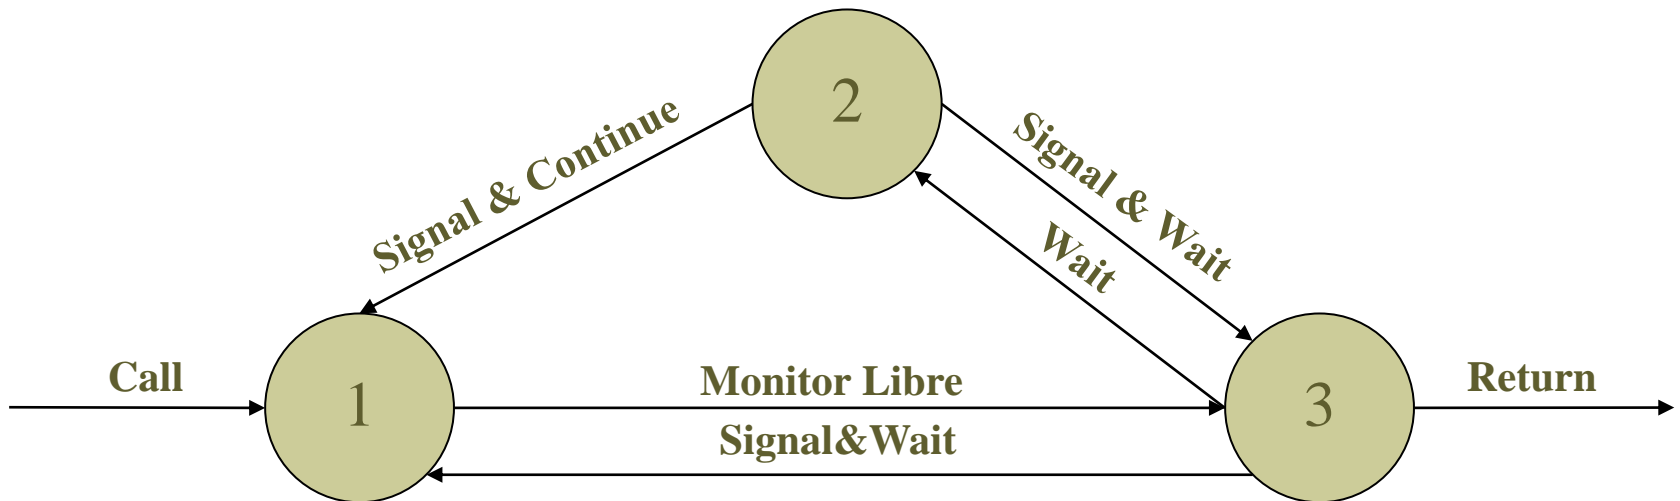 2
Signal & Continue
Signal & Wait
Wait
Call
1
Monitor Libre
3
Return
Signal&Wait